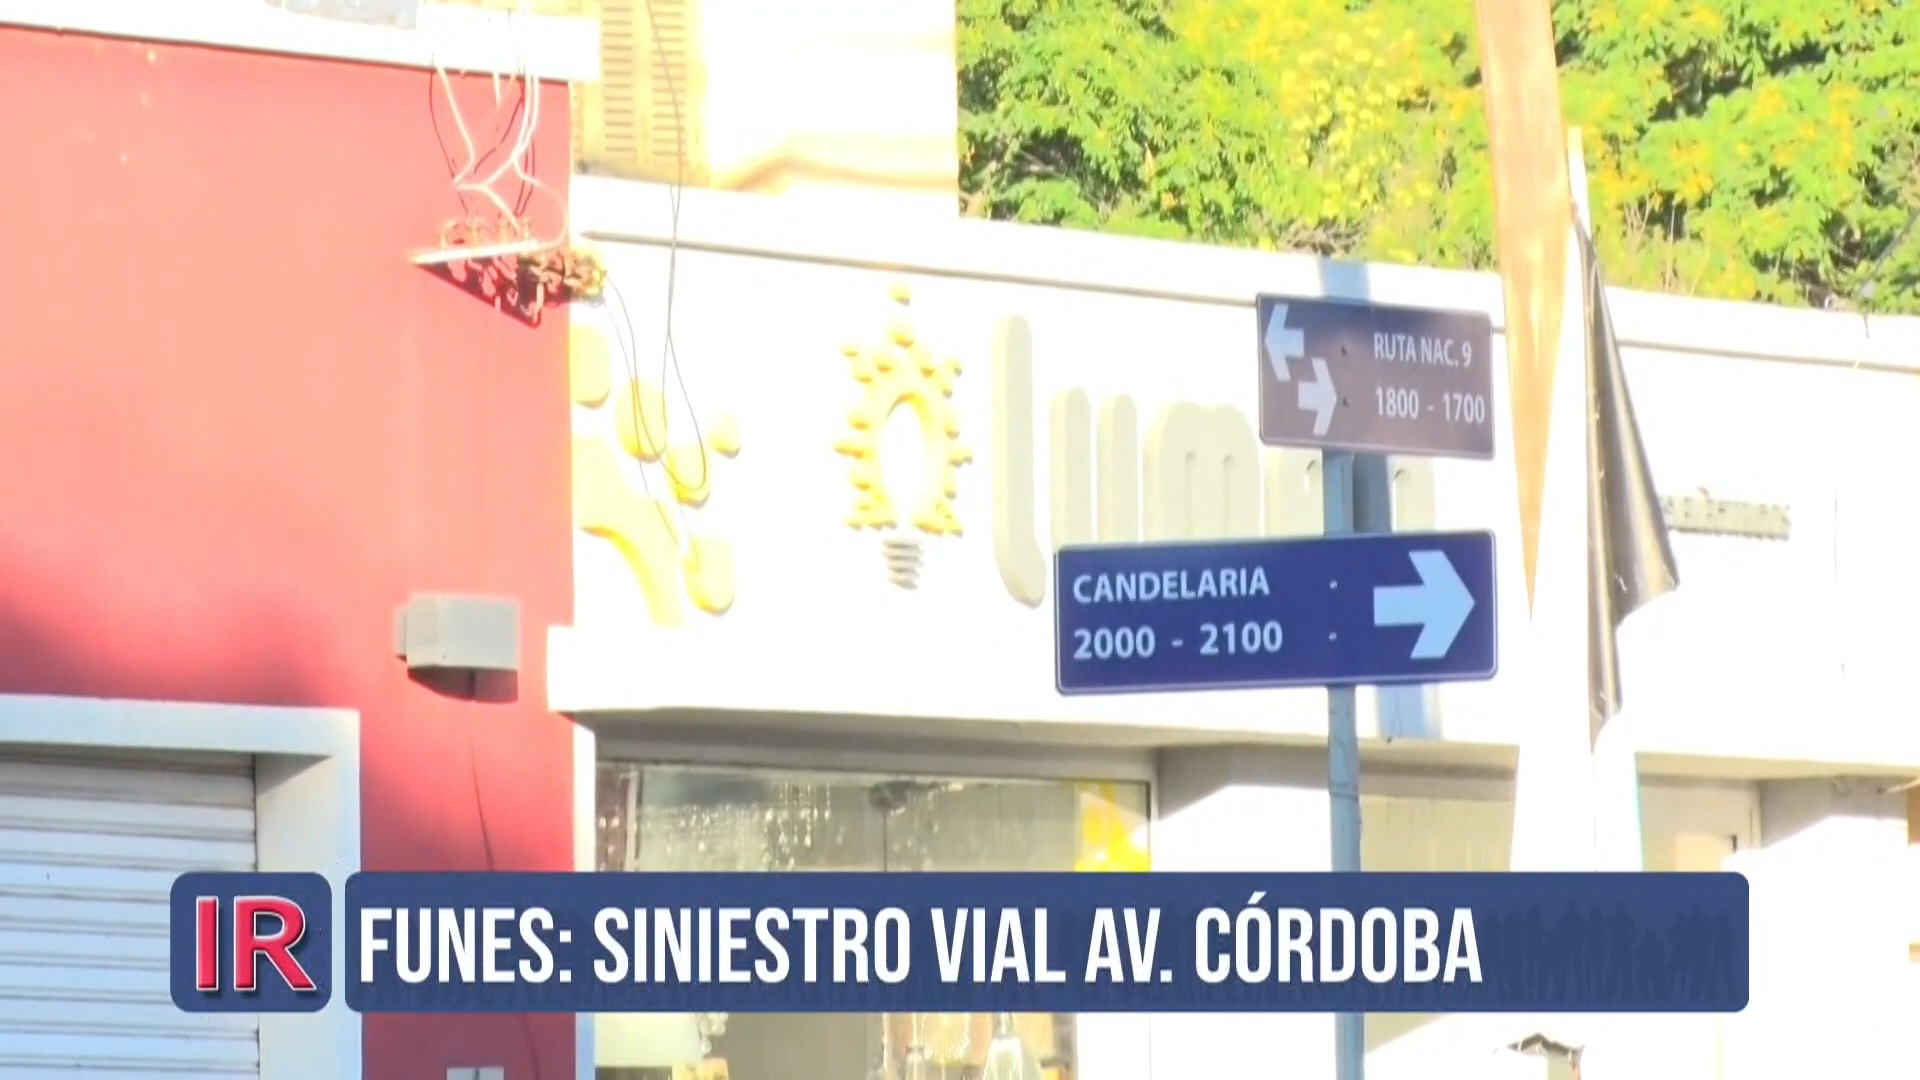 RUTA NAC. 9
1800 - 1700
CANDELARIA
2000 - 2100
IR
FUNES: SINIESTRO VIAL AV. CÓRDOBA